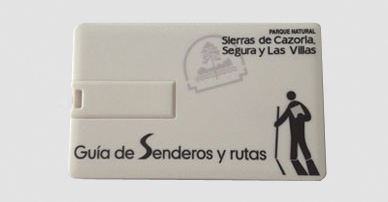 PARQUE NATURAL
Sierras de Cazorla,
Segura y Las Villas
Guía de Senderos y rutas